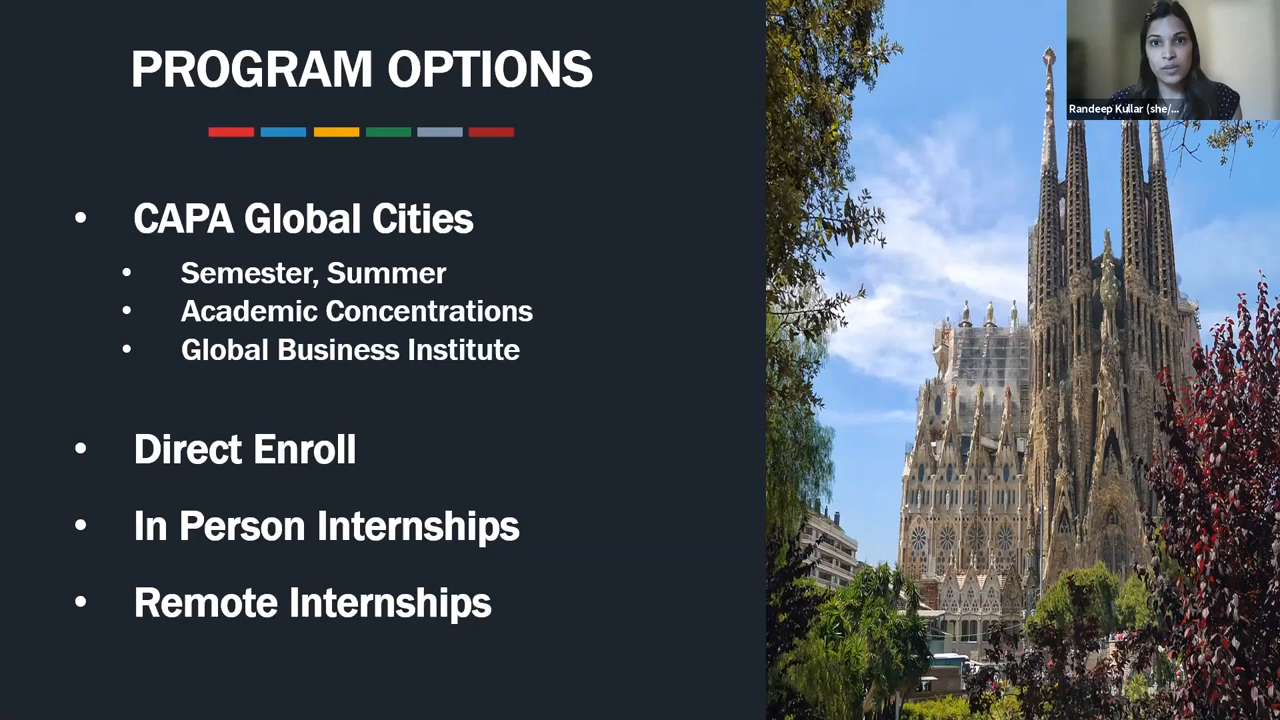 PROGRAM OPTIONS
Randeep Kullar (she/...
CAPA Global Cities
Semester, Summer
Academic Concentrations
Global Business Institute
Direct Enroll
In Person Internships
Remote Internships